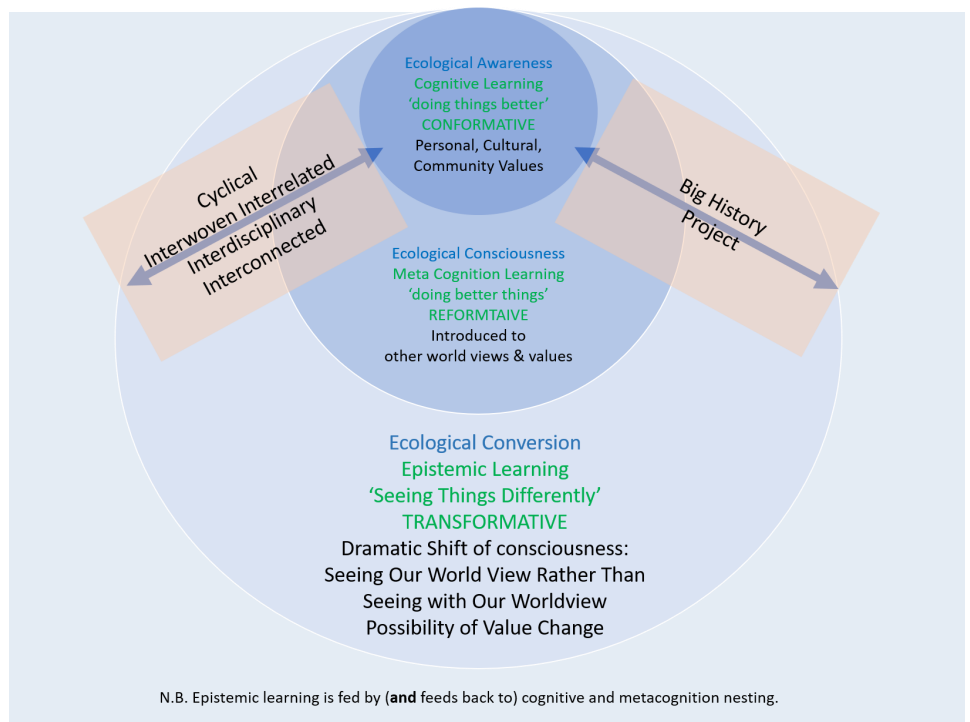 Ecological Awareness
Cognitive Learning
‘doing things better’
CONFORMATIVE
Personal, Cultural,
Community Values
Cyclical
Interwoven Interrelated
Interdisciplinary
Interconnected
Big History
Project
Ecological Consciousness
Meta Cognition Learning
‘doing better things’
REFORMTAIVE
Introduced to
other world views & values
Ecological Conversion
Epistemic Learning
‘Seeing Things Differently’
TRANSFORMATIVE
Dramatic Shift of consciousness:
Seeing Our World View Rather Than
Seeing with Our Worldview
Possibility of Value Change
N.B. Epistemic learning is fed by (and feeds back to) cognitive and metacognition nesting.